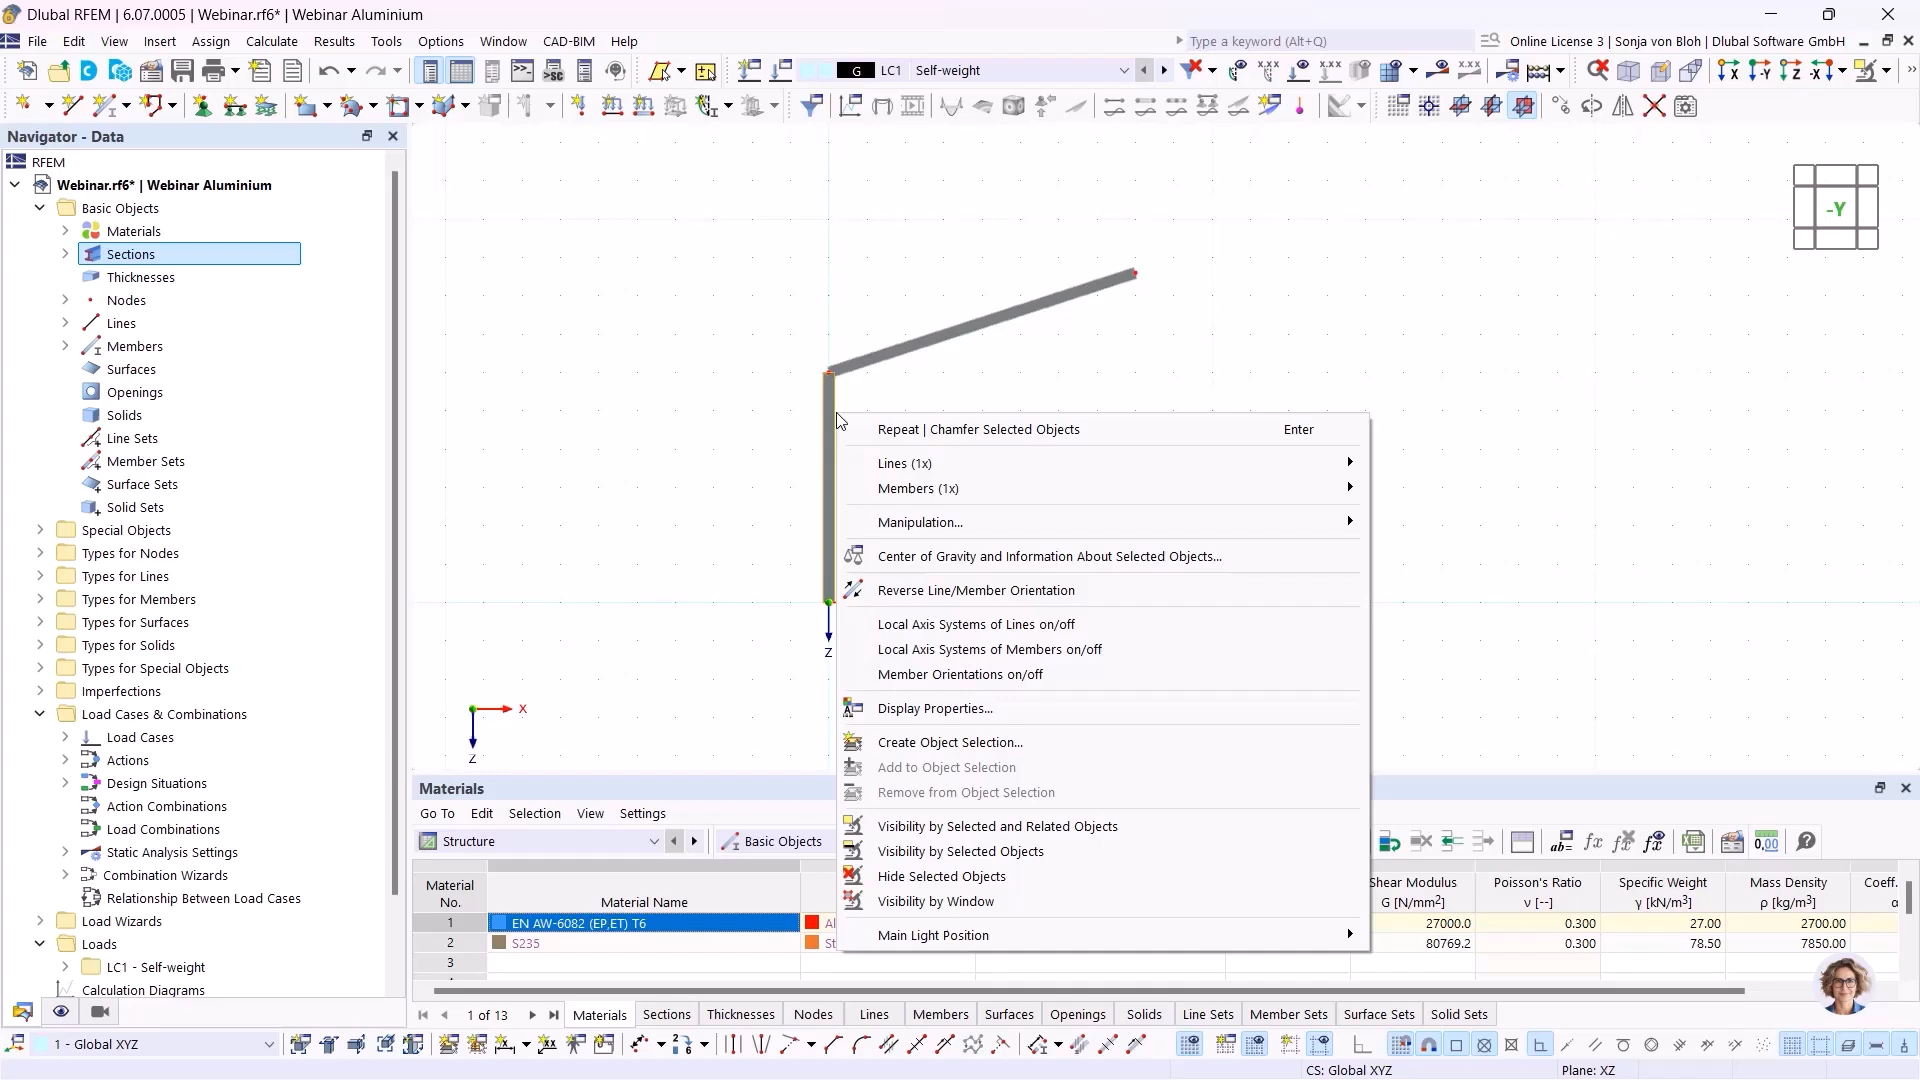 Dlubal RFEM | 6.07.0005 | Webinar.rf6* | Webinar Aluminium
File Edit View Insert Assign Calculate Results Tools Options Window CAD-BIM Help
Type a keyword (Alt+Q)
Online License 3 | Sonja von Bloh | Dlubal Software GmbH
G LC1 Self-weight
Navigator - Data
RFEM
Webinar.rf6* | Webinar Aluminium
Basic Objects
Materials
Sections
Thicknesses
Nodes
Lines
Members
Surfaces
Openings
Solids
Line Sets
Member Sets
Surface Sets
Solid Sets
Special Objects
Types for Nodes
Types for Lines
Types for Members
Types for Surfaces
Types for Solids
Types for Special Objects
Imperfections
Load Cases & Combinations
Load Cases
Actions
Design Situations
Action Combinations
Load Combinations
Static Analysis Settings
Combination Wizards
Relationship Between Load Cases
Load Wizards
Loads
LC1 - Self-weight
Calculation Diagrams
-Y
Z
X
Z
Repeat | Chamfer Selected Objects Enter
Lines (1x)
Members (1x)
Manipulation...
Center of Gravity and Information About Selected Objects...
Reverse Line/Member Orientation
Local Axis Systems of Lines on/off
Local Axis Systems of Members on/off
Member Orientations on/off
Display Properties...
Create Object Selection...
Add to Object Selection
Remove from Object Selection
Visibility by Selected and Related Objects
Visibility by Selected Objects
Hide Selected Objects
Visibility by Window
Main Light Position
Materials
Go To Edit Selection View Settings
Structure
Basic Objects
Material No. Material Name Shear Modulus G [N/mm2] Poisson's Ratio ν [--] Specific Weight γ [kN/m3] Mass Density ρ [kg/m3] Coeff.
1 EN AW-6082 (EP,ET) T6 Al 27000.0 0.300 27.00 2700.00
2 S235 St 80769.2 0.300 78.50 7850.00
3
1 of 13
Materials Sections Thicknesses Nodes Lines Members Surfaces Openings Solids Line Sets Member Sets Surface Sets Solid Sets
1 - Global XYZ
CS: Global XYZ
Plane: XZ